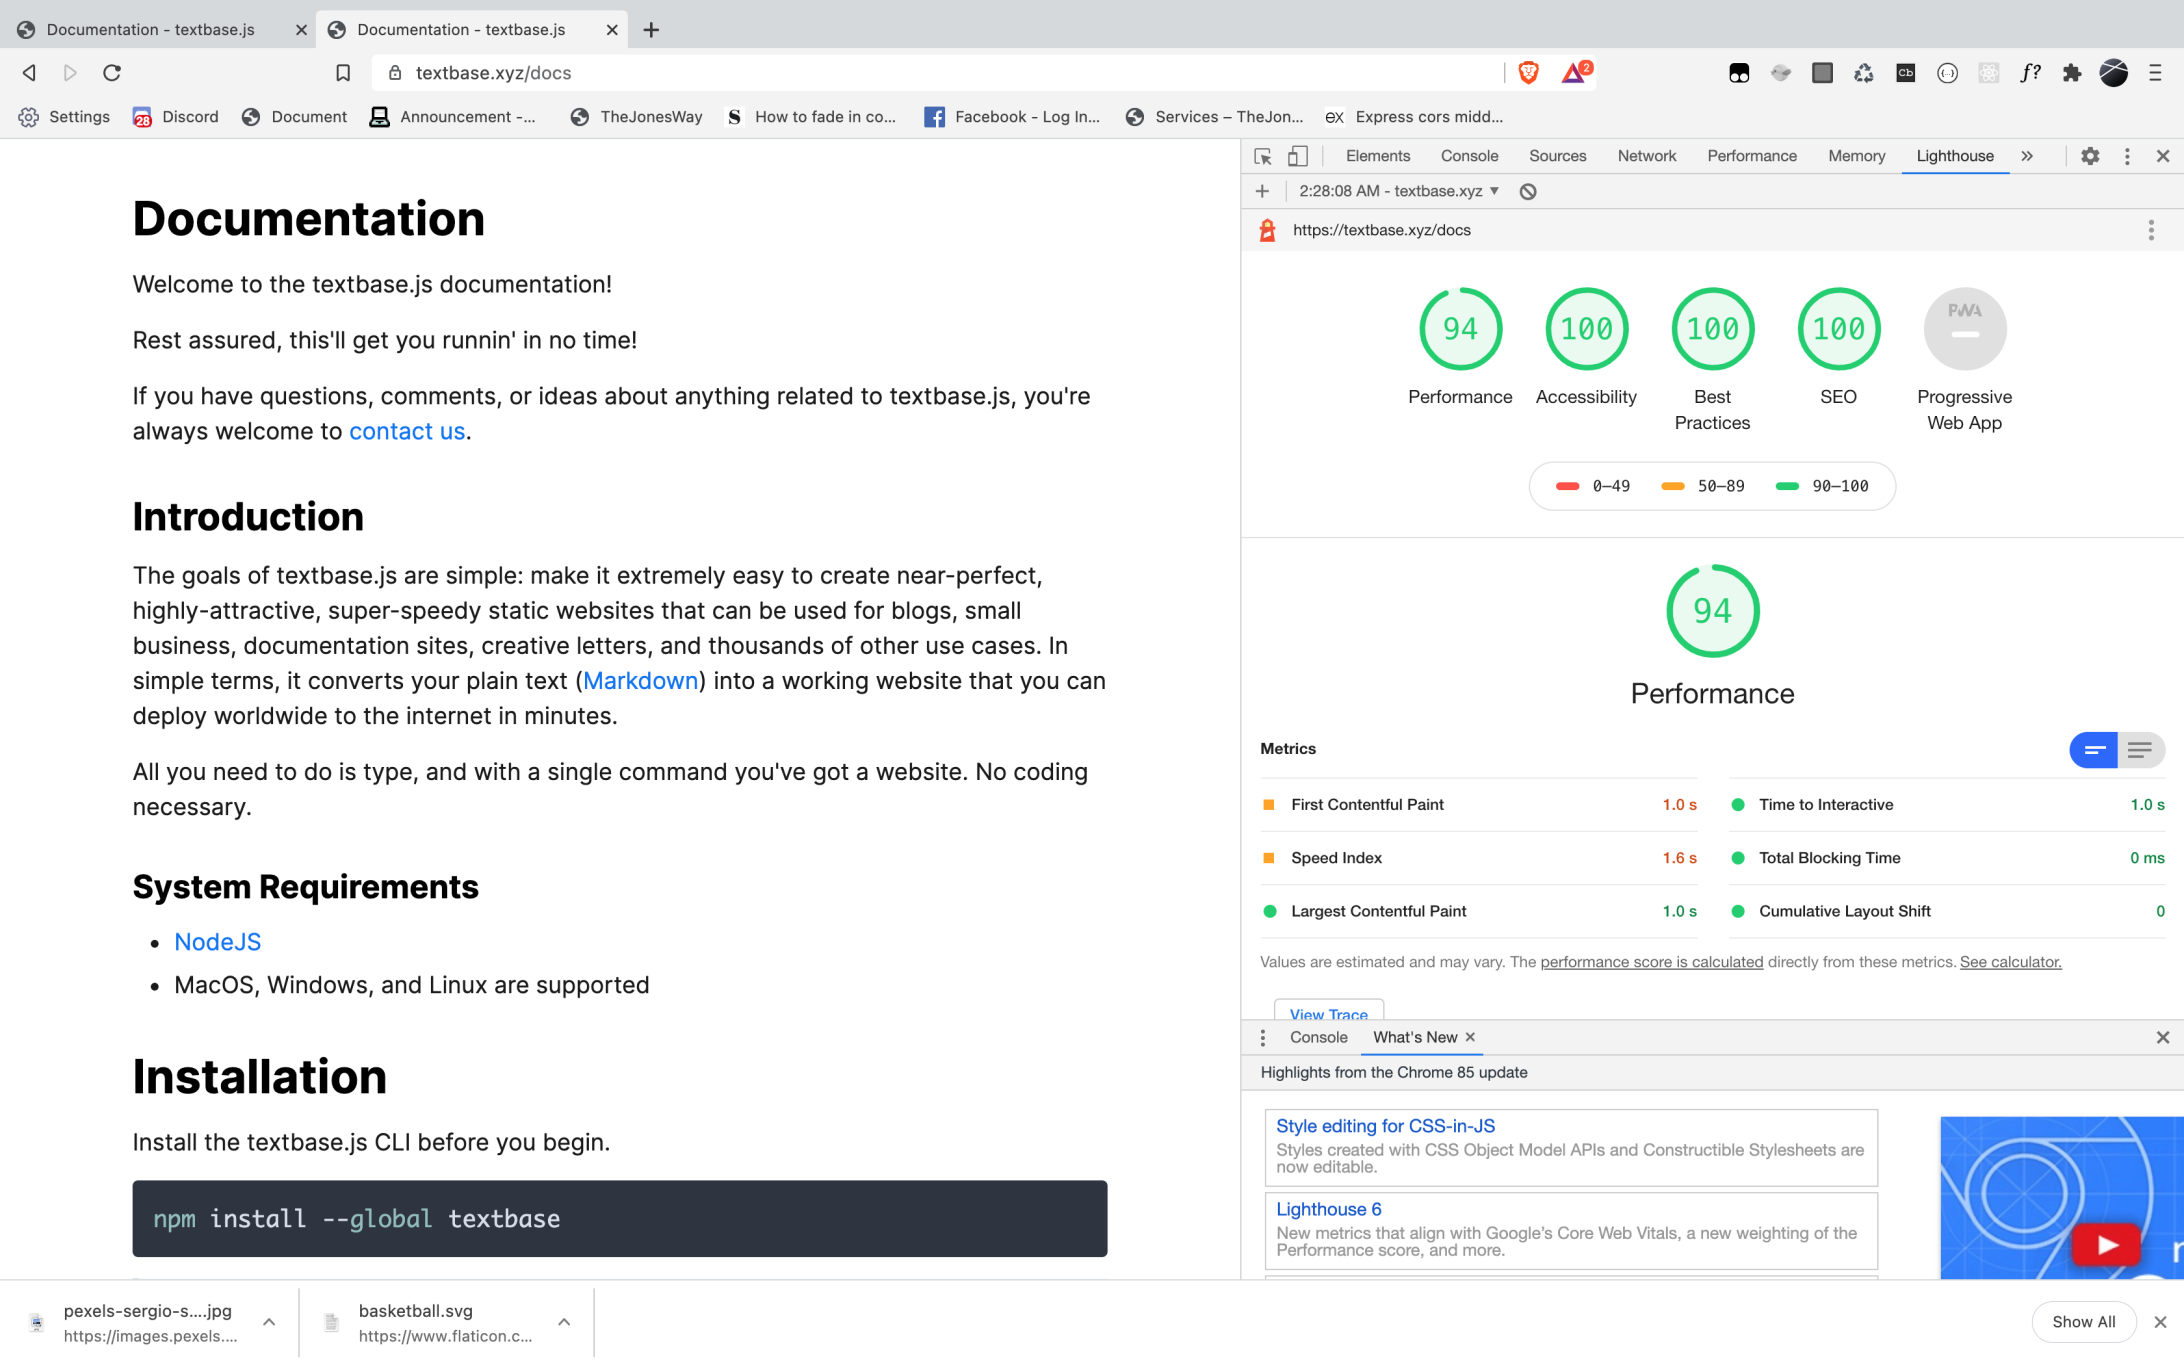 Documentation - textbase.js
Documentation - textbase.js
textbase.xyz/docs
2
Cb
{..}
f?
Settings
28
Discord
Document
Announcement -...
TheJonesWay
S
How to fade in co...
Facebook - Log In...
Services – TheJon...
ex
Express cors midd...
Documentation
Welcome to the textbase.js documentation!
Rest assured, this'll get you runnin' in no time!
If you have questions, comments, or ideas about anything related to textbase.js, you're
always welcome to contact us.
Introduction
The goals of textbase.js are simple: make it extremely easy to create near-perfect,
highly-attractive, super-speedy static websites that can be used for blogs, small
business, documentation sites, creative letters, and thousands of other use cases. In
simple terms, it converts your plain text (Markdown) into a working website that you can
deploy worldwide to the internet in minutes.
All you need to do is type, and with a single command you've got a website. No coding
necessary.
System Requirements
NodeJS
MacOS, Windows, and Linux are supported
Installation
Install the textbase.js CLI before you begin.
npm install --global textbase
Elements Console Sources Network Performance Memory Lighthouse
2:28:08 AM - textbase.xyz
https://textbase.xyz/docs
94 100 100 100 PWA
Performance Accessibility Best Practices SEO Progressive Web App
0–49 50–89 90–100
94
Performance
Metrics
First Contentful Paint 1.0 s
Time to Interactive 1.0 s
Speed Index 1.6 s
Total Blocking Time 0 ms
Largest Contentful Paint 1.0 s
Cumulative Layout Shift 0
Values are estimated and may vary. The performance score is calculated directly from these metrics. See calculator.
View Trace
Console What's New
Highlights from the Chrome 85 update
Style editing for CSS-in-JS
Styles created with CSS Object Model APIs and Constructible Stylesheets are
now editable.
Lighthouse 6
New metrics that align with Google's Core Web Vitals, a new weighting of the
Performance score, and more.
pexels-sergio-s....jpg
https://images.pexels....
basketball.svg
https://www.flaticon.c...
Show All